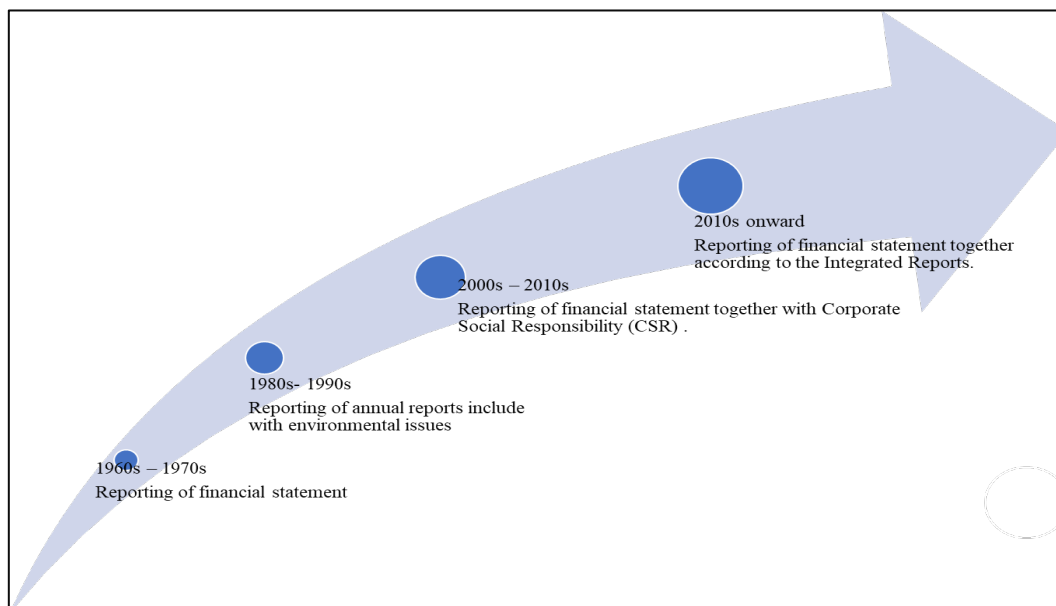 2010s onward
Reporting of financial statement together
according to the Integrated Reports.
2000s – 2010s
Reporting of financial statement together with Corporate
Social Responsibility (CSR) .
1980s- 1990s
Reporting of annual reports include
with environmental issues
1960s – 1970s
Reporting of financial statement